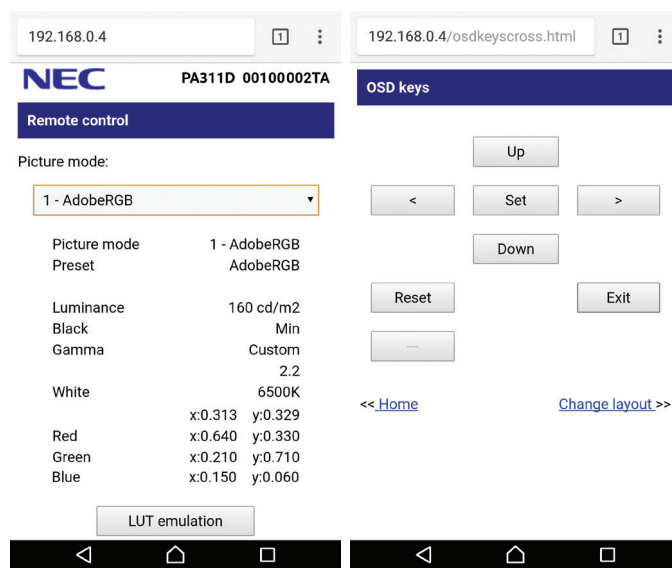 192.168.0.4
1
NEC
PA311D 00100002TA
Remote control
Picture mode:
1 - AdobeRGB
Picture mode 1 - AdobeRGB
Preset AdobeRGB
Luminance 160 cd/m2
Black Min
Gamma Custom
2.2
White 6500K
x:0.313 y:0.329
Red x:0.640 y:0.330
Green x:0.210 y:0.710
Blue x:0.150 y:0.060
LUT emulation
192.168.0.4/osdkeyscross.html
1
OSD keys
Up
< Set >
Down
Reset Exit
—
<< Home Change layout >>